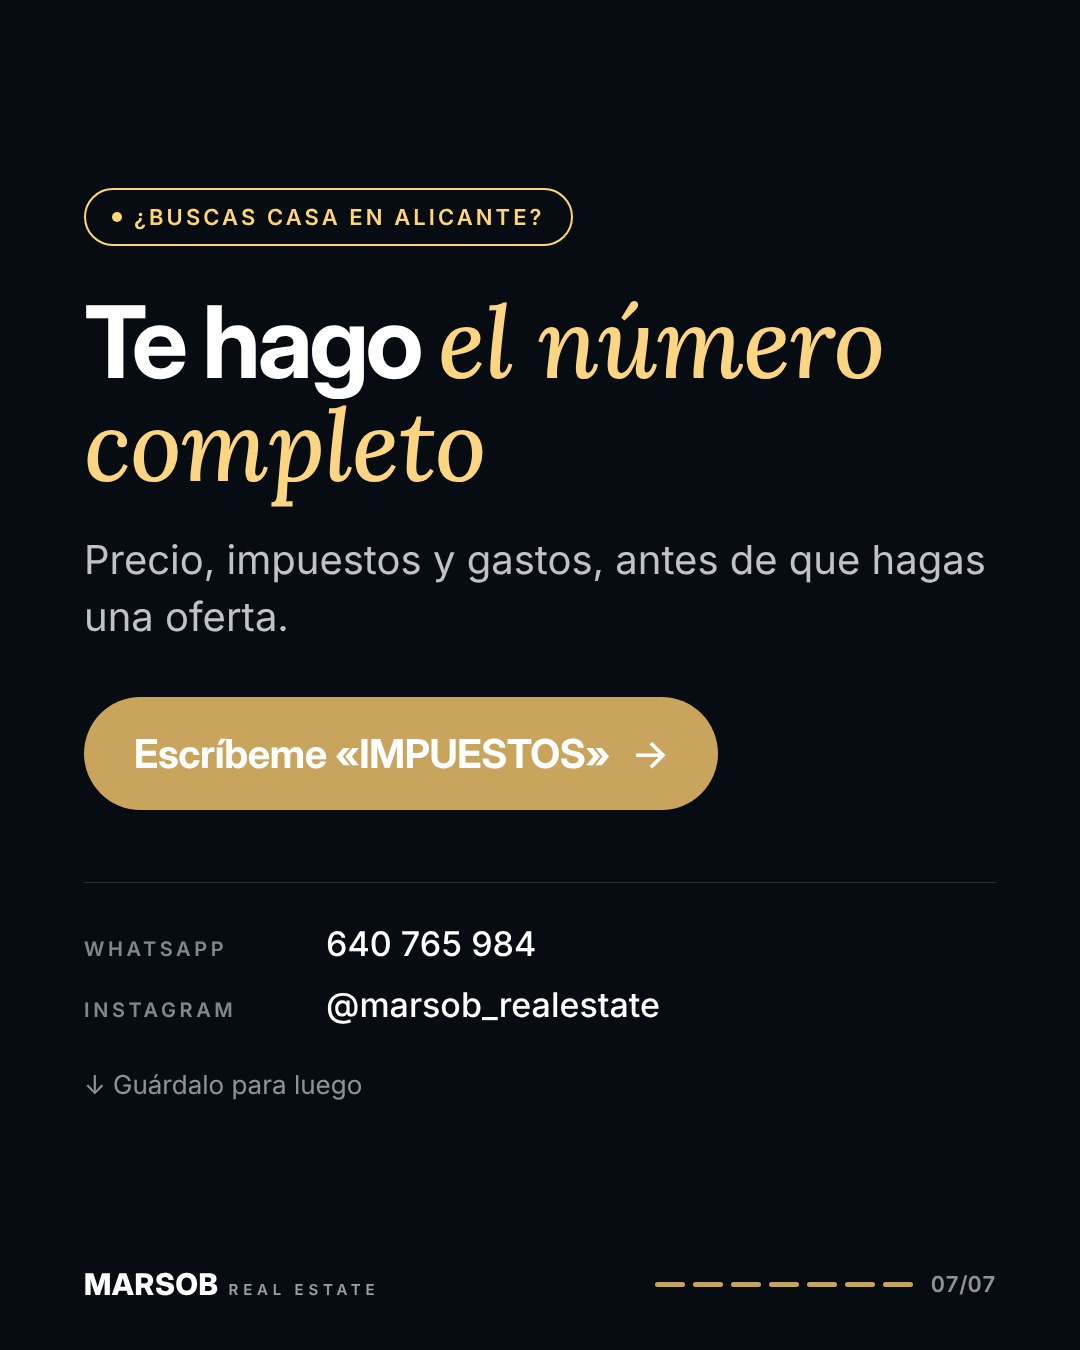 ¿BUSCAS CASA EN ALICANTE?
Te hago el número
completo
Precio, impuestos y gastos, antes de que hagas
una oferta.
Escríbeme «IMPUESTOS» →
WHATSAPP 640 765 984
INSTAGRAM @marsob_realestate
↓ Guárdalo para luego
MARSOB REAL ESTATE 07/07